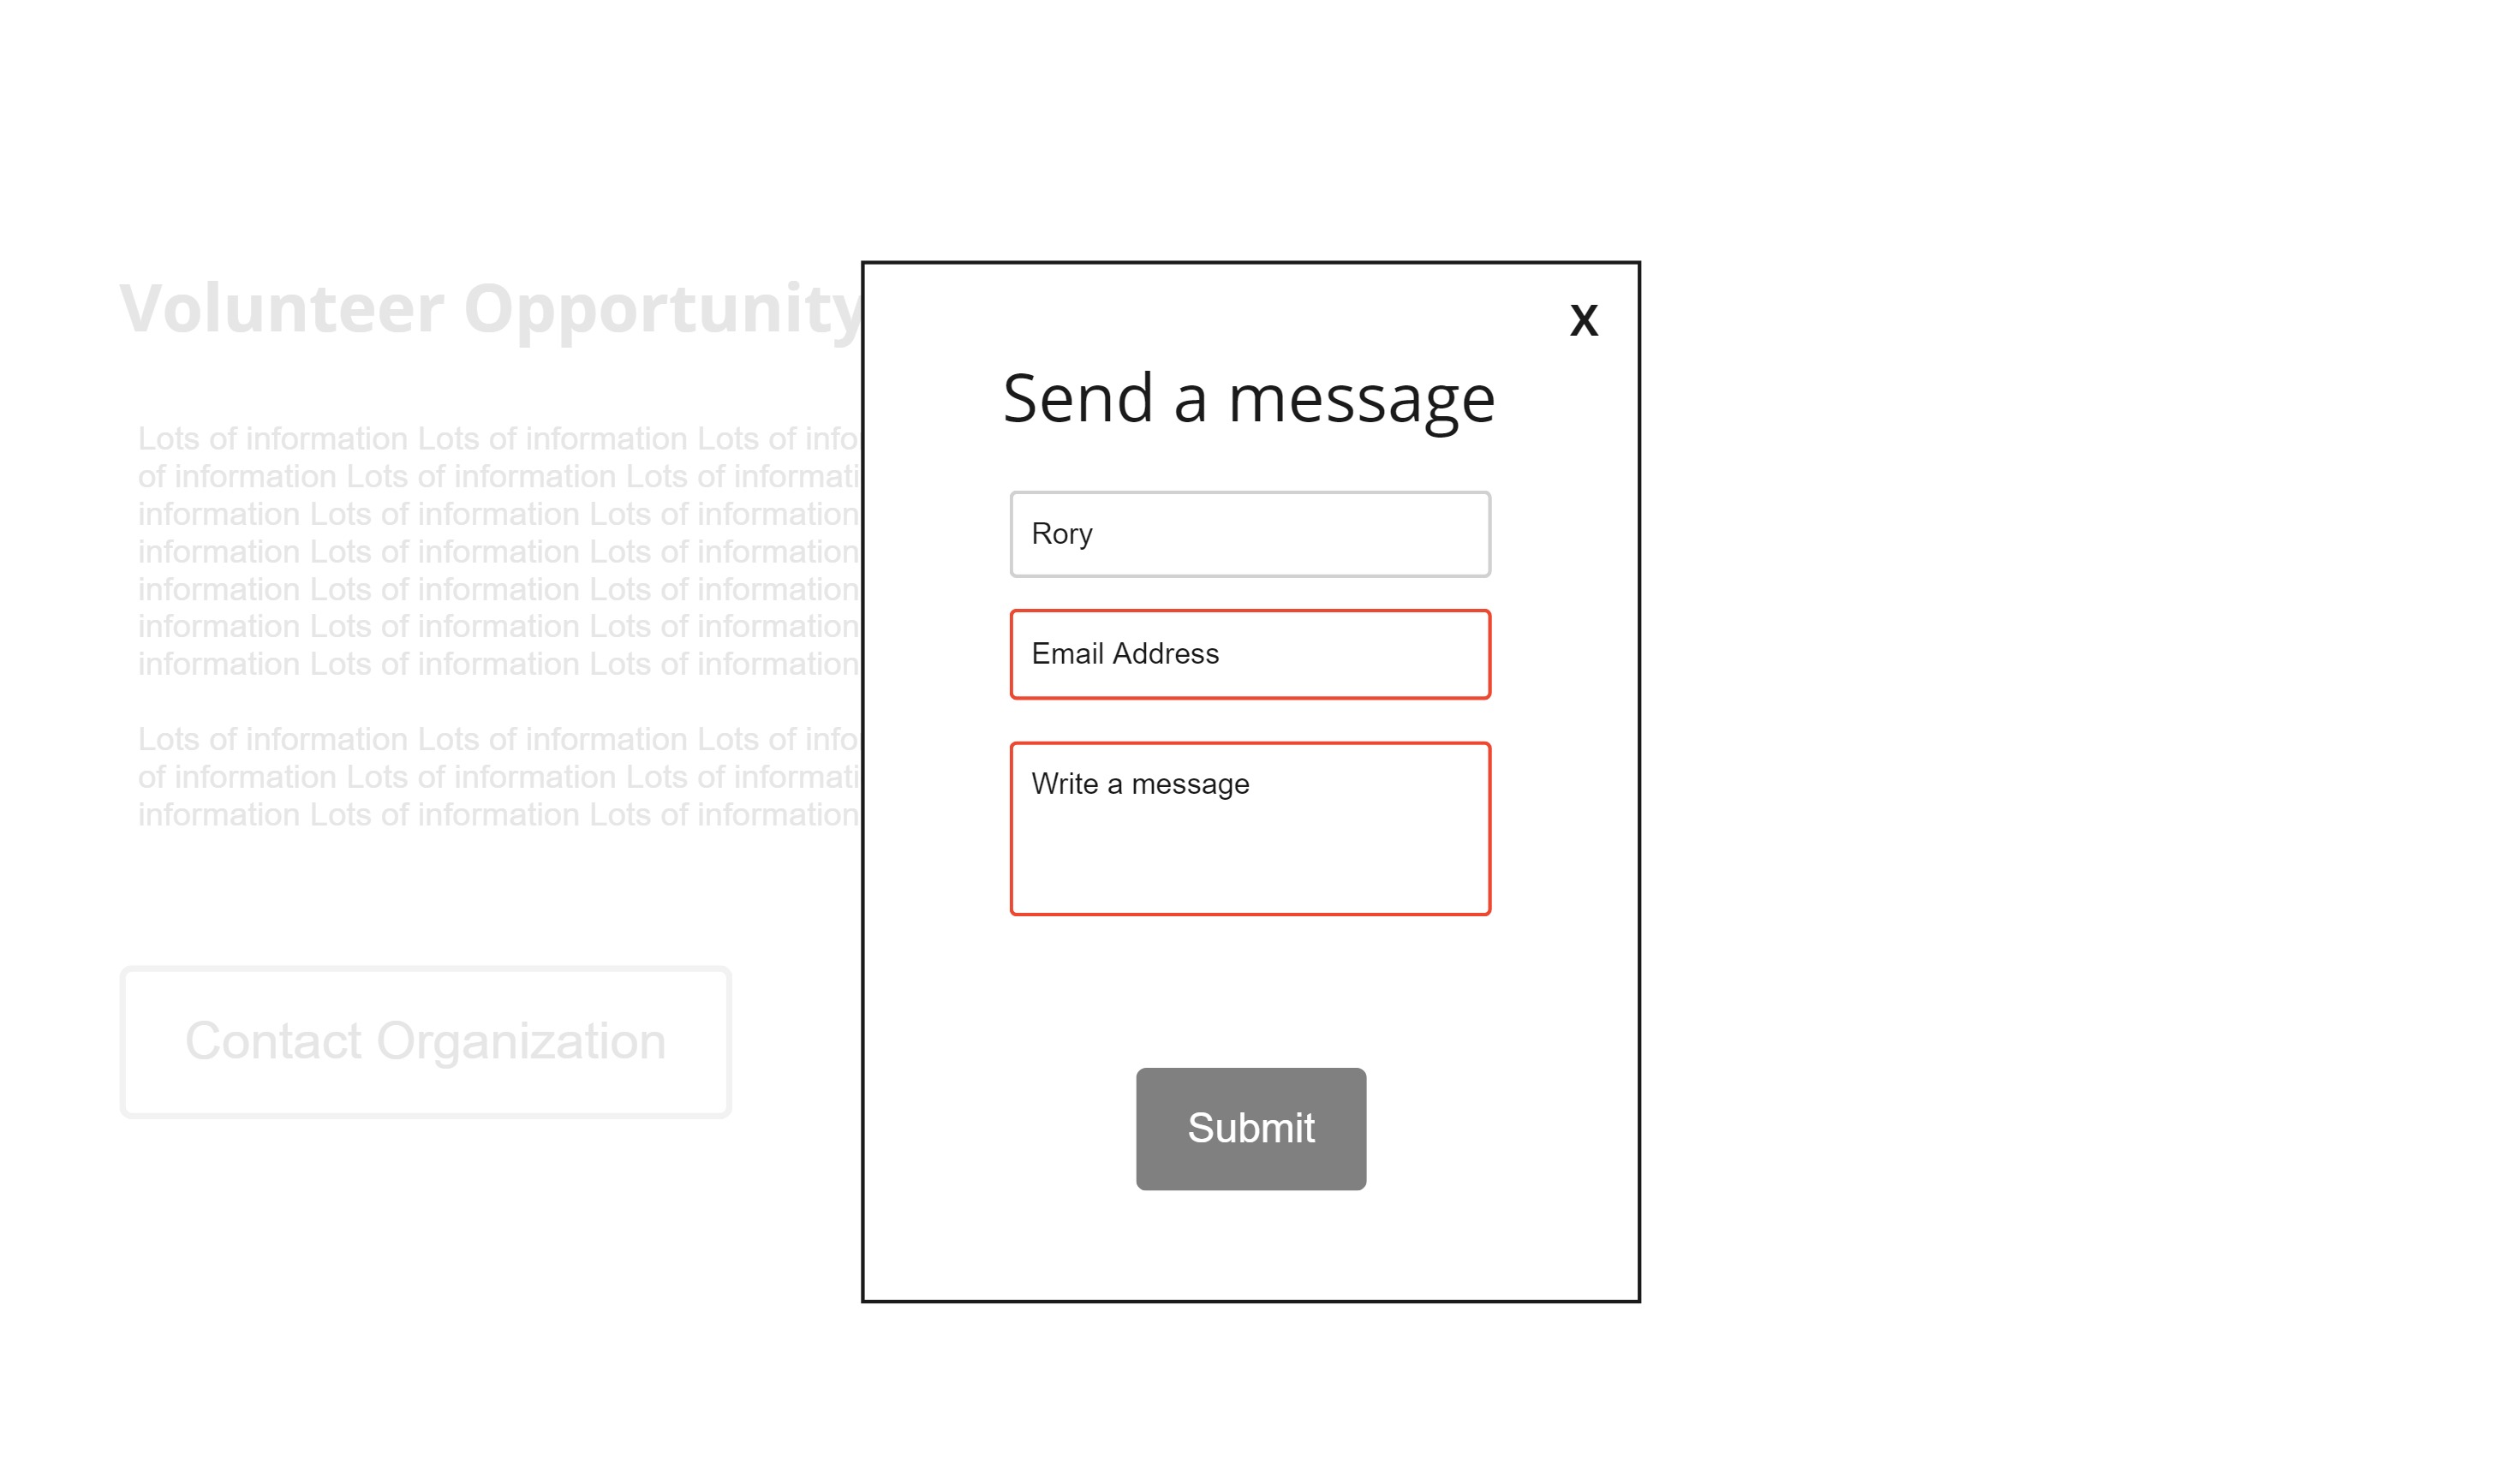 Volunteer Opportunity
Lots of information Lots of information Lots of info
of information Lots of information Lots of informati
information Lots of information Lots of information
information Lots of information Lots of information
information Lots of information Lots of information
information Lots of information Lots of information
information Lots of information Lots of information
Lots of information Lots of information Lots of info
of information Lots of information Lots of informati
information Lots of information Lots of information
Contact Organization
X
Send a message
Rory
Email Address
Write a message
Submit